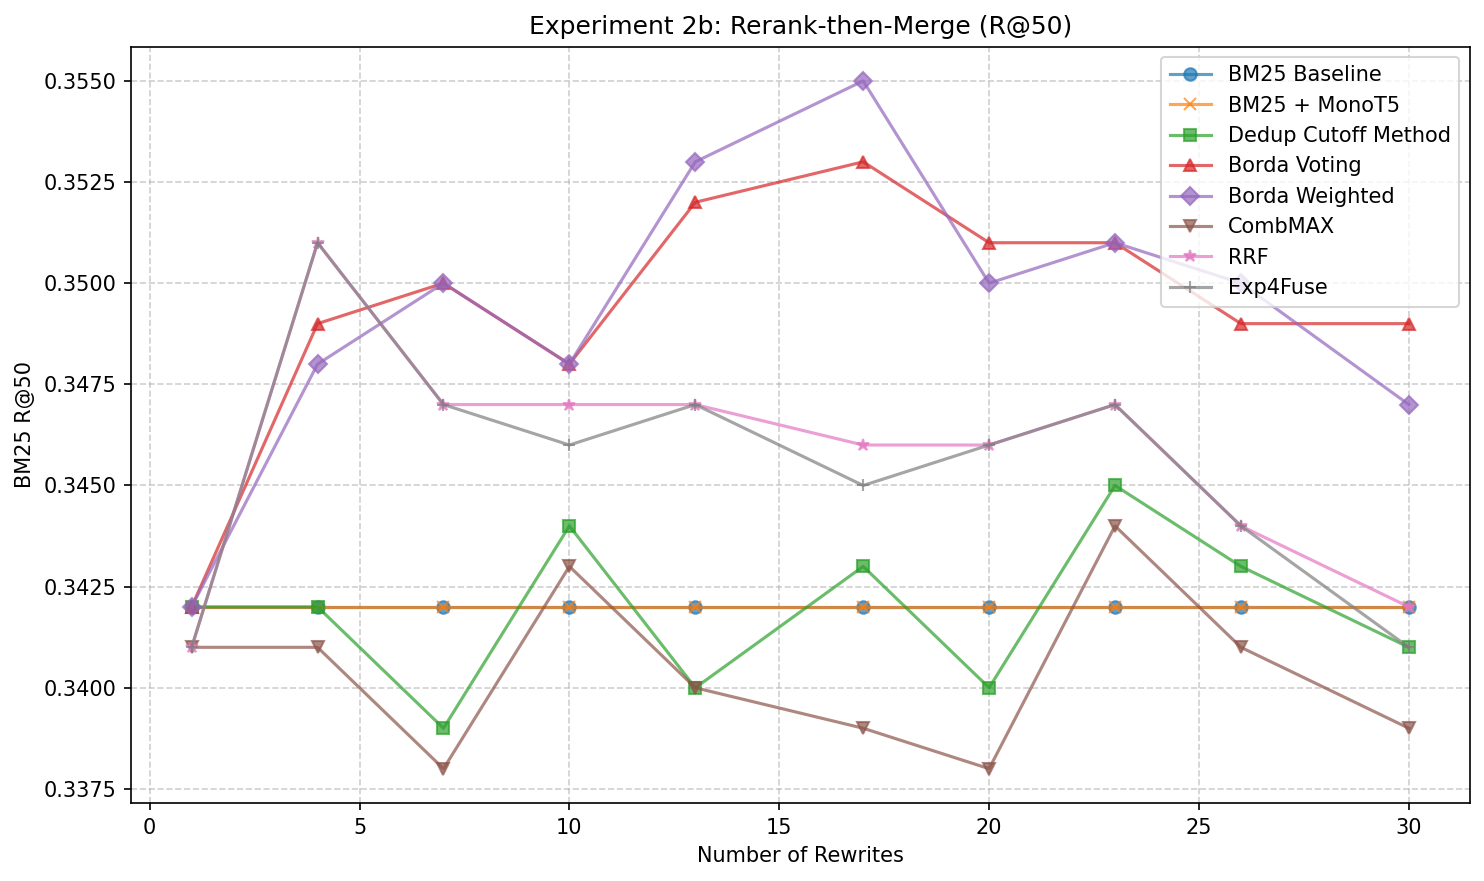 Experiment 2b: Rerank-then-Merge (R@50)
BM25 R@50
0.3550
0.3525
0.3500
0.3475
0.3450
0.3425
0.3400
0.3375
BM25 Baseline
BM25 + MonoT5
Dedup Cutoff Method
Borda Voting
Borda Weighted
CombMAX
RRF
Exp4Fuse
0 5 10 15 20 25 30
Number of Rewrites